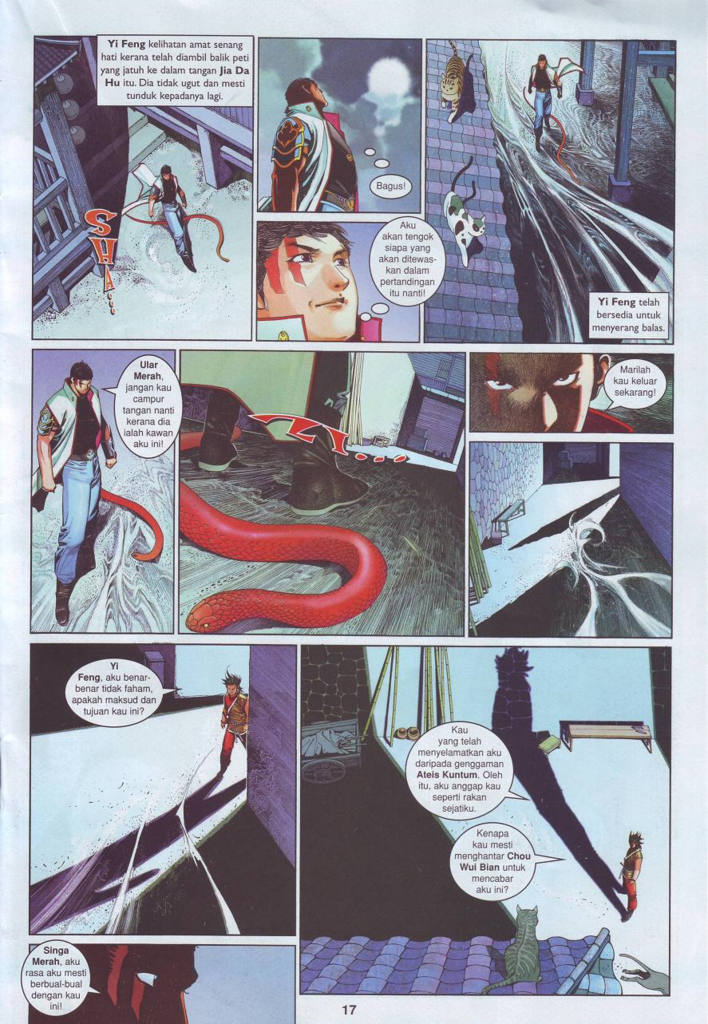 Yi Feng kelihatan amat senang
hati kerana telah diambil balik peti
yang jatuh ke dalam tangan Jia Da
Hu itu. Dia tidak ugut dan mesti
tunduk kepadanya lagi.
SHA...
Bagus!
Aku
akan tengok
siapa yang
akan ditewas-
kan dalam
pertandingan
itu nanti!
Yi Feng telah
bersedia untuk
menyerang balas.
Ular
Merah,
jangan kau
campur
tangan nanti
kerana dia
ialah kawan
aku ini!
ZI...
Marilah
kau keluar
sekarang!
Yi
Feng, aku benar-
benar tidak faham,
apakah maksud dan
tujuan kau ini?
Kau
yang telah
menyelamatkan aku
daripada genggaman
Ateis Kuntum. Oleh
itu, aku anggap kau
seperti rakan
sejatiku.
Kenapa
kau mesti
menghantar Chou
Wui Bian untuk
mencabar
aku ini?
Singa
Merah, aku
rasa aku mesti
berbual-bual
dengan kau
ini!
17